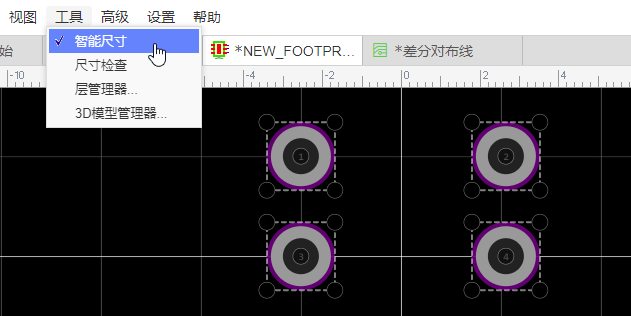 视图 工具 高级 设置 帮助
始 *NEW_FOOTPR... *差分对布线
✓ 智能尺寸
尺寸检查
层管理器...
3D模型管理器...
-10 -4 -2 0 2 4
1 2
3 4